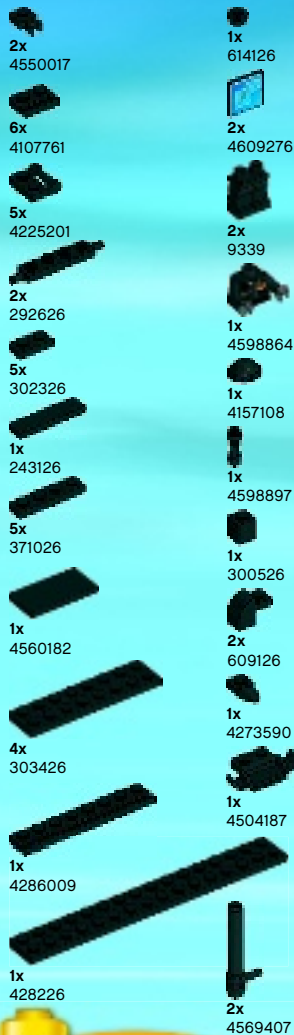 2x
4550017
6x
4107761
5x
4225201
2x
292626
5x
302326
1x
243126
5x
371026
1x
4560182
4x
303426
1x
4286009
1x
428226
1x
614126
2x
4609276
2x
9339
1x
4598864
1x
4157108
1x
4598897
1x
300526
2x
609126
1x
4273590
1x
4504187
2x
4569407